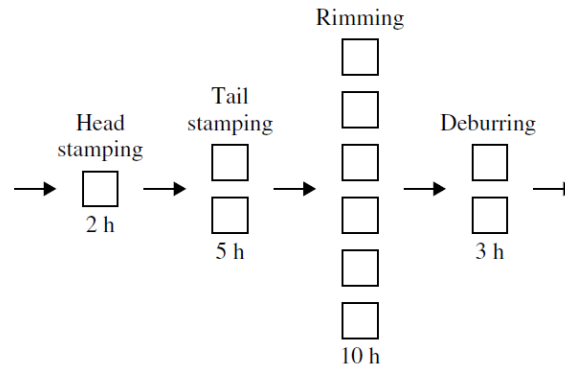 Rimming
Head
stamping
2 h
Tail
stamping
5 h
10 h
Deburring
3 h